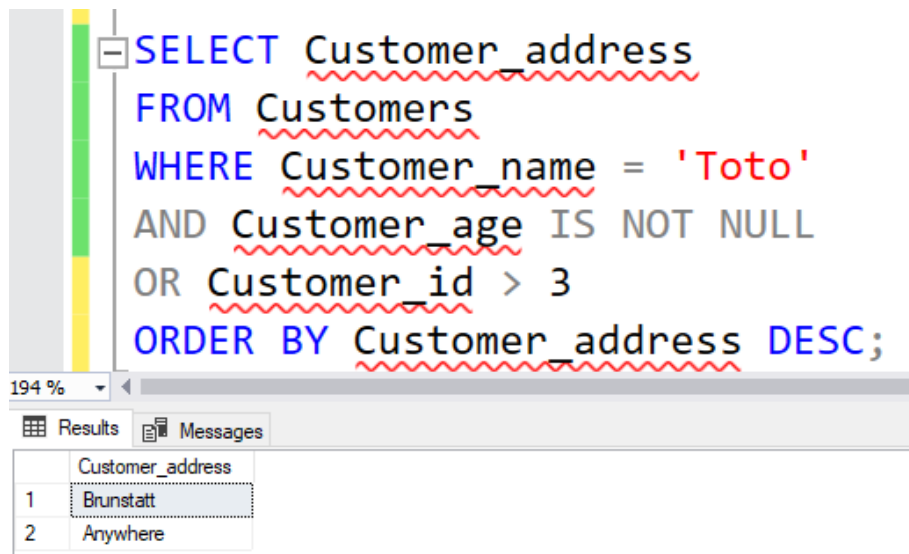 SELECT Customer_address
FROM Customers
WHERE Customer_name = 'Toto'
AND Customer_age IS NOT NULL
OR Customer_id > 3
ORDER BY Customer_address DESC;
194 %
Results Messages
Customer_address
1 Brunstatt
2 Anywhere